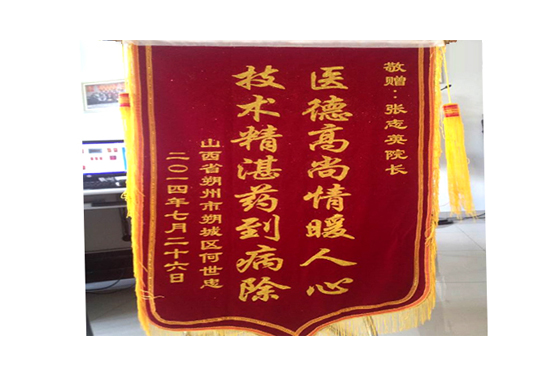 敬赠：张志英院长
医德高尚情暖人心
技术精湛药到病除
山西省朔州市朔城区何世忠
二〇一四年七月二十六日